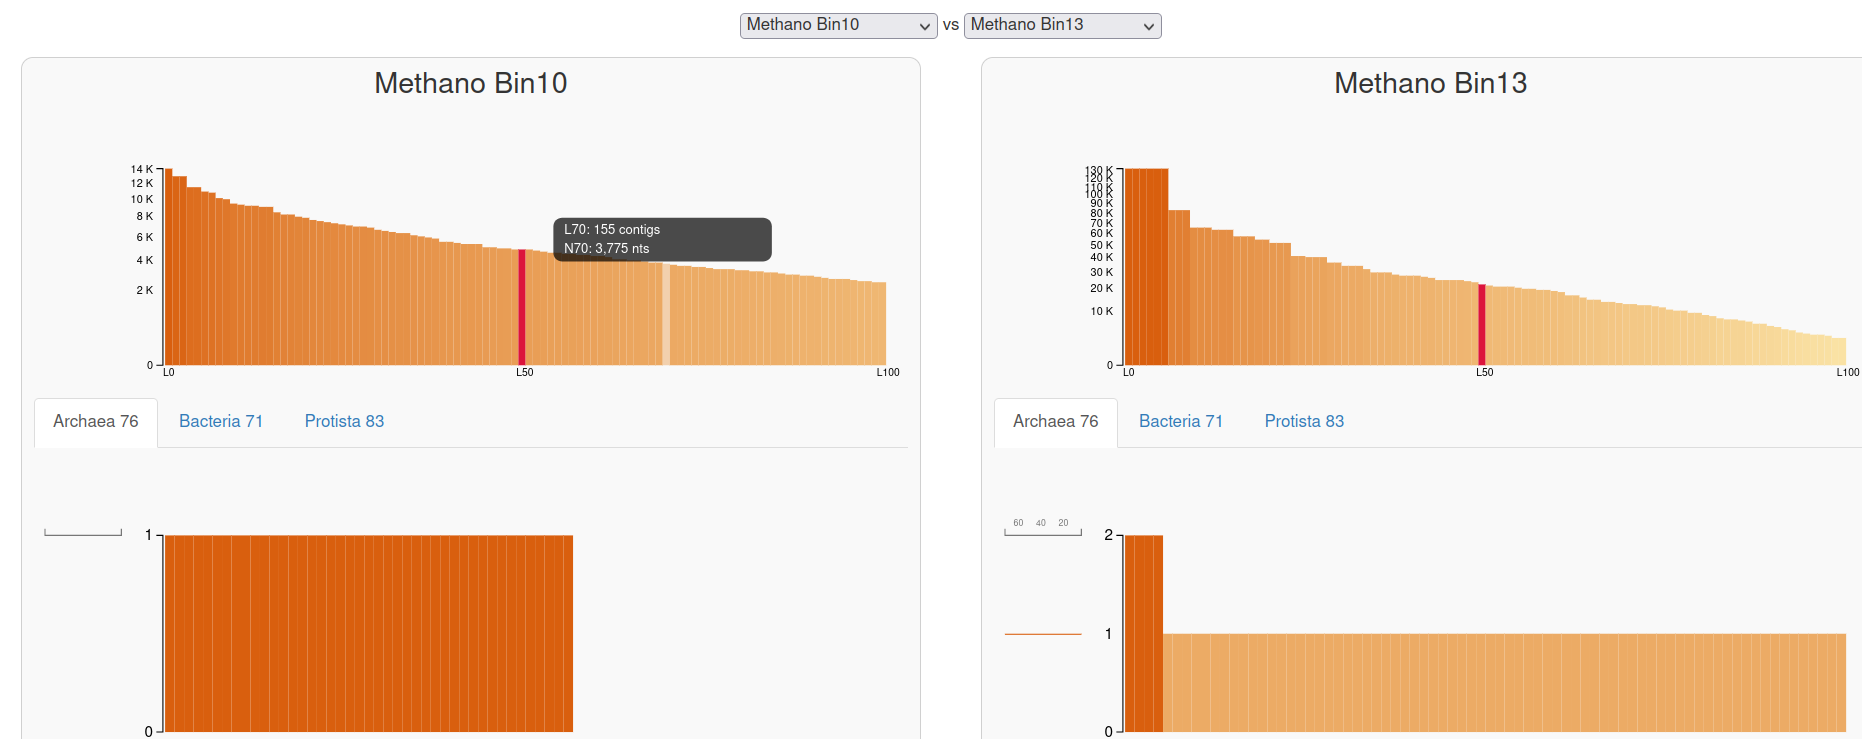 Methano Bin10 vs Methano Bin13
Methano Bin10
14 K
12 K
10 K
8 K
6 K
4 K
2 K
0
L0
L50
L100
L70: 155 contigs
N70: 3,775 nts
Archaea 76 Bacteria 71 Protista 83
1
0
Methano Bin13
130 K
120 K
110 K
100 K
90 K
80 K
70 K
60 K
50 K
40 K
30 K
20 K
10 K
0
L0
L50
L100
Archaea 76 Bacteria 71 Protista 83
60 40 20
2
1
0